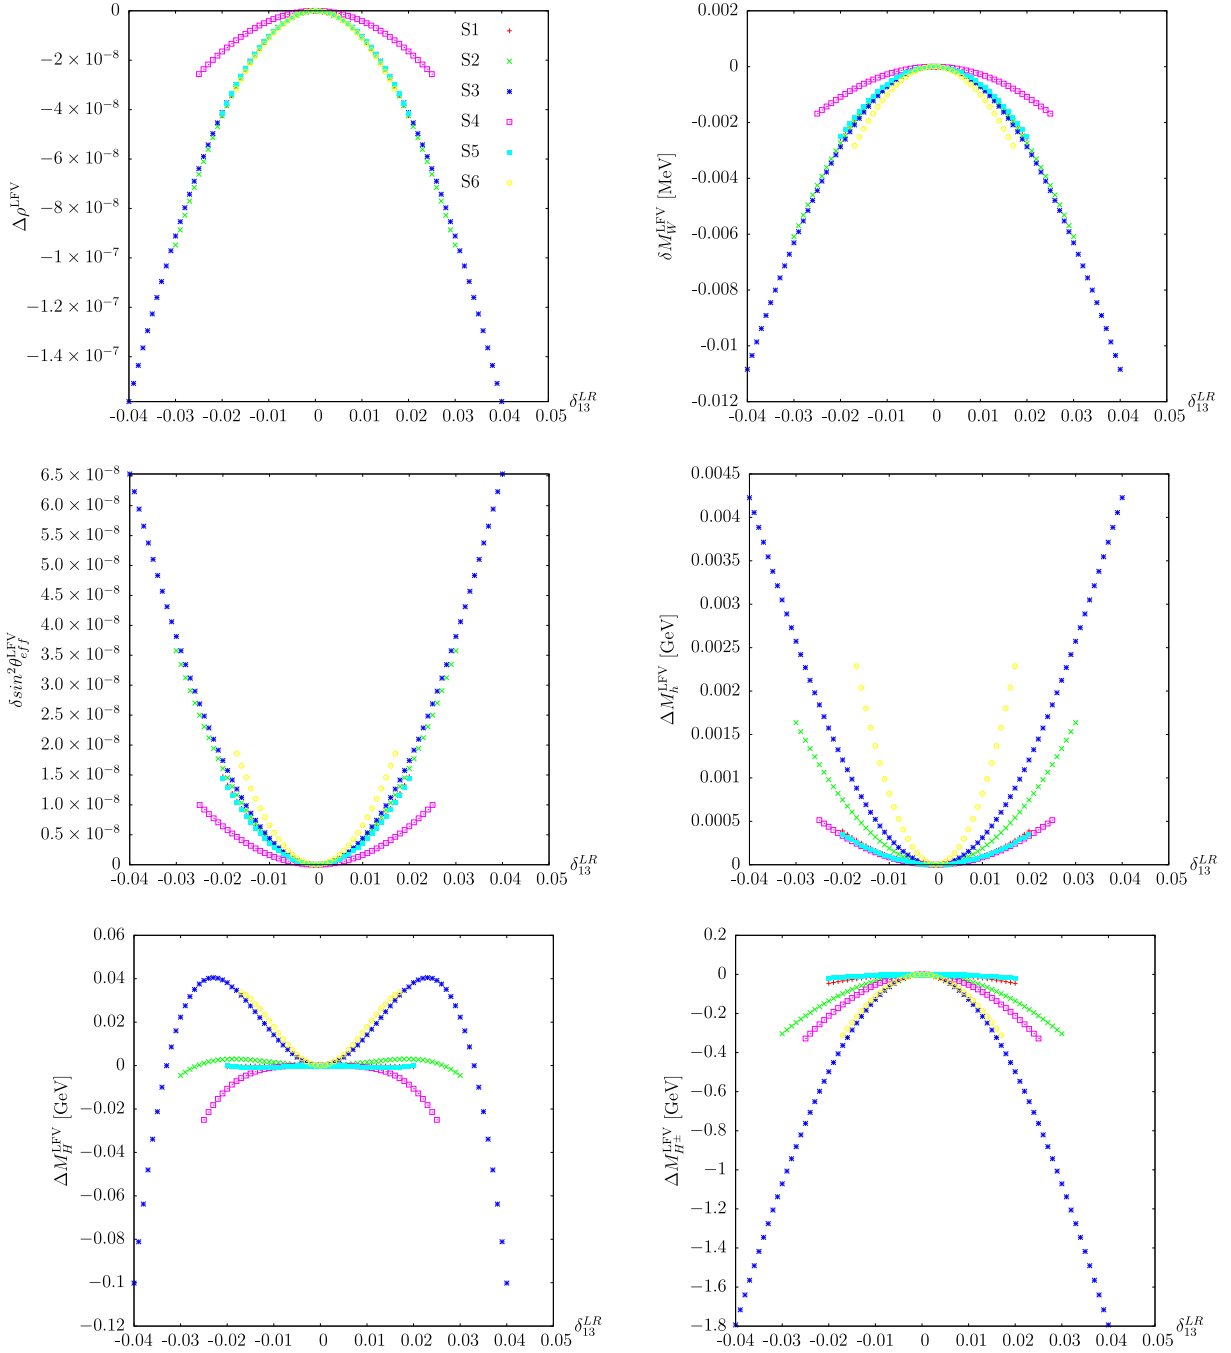 0
−2 × 10⁻⁸
−4 × 10⁻⁸
−6 × 10⁻⁸
−8 × 10⁻⁸
−1 × 10⁻⁷
−1.2 × 10⁻⁷
−1.4 × 10⁻⁷
Δρ^LFV
S1
S2
S3
S4
S5
S6
-0.04 -0.03 -0.02 -0.01 0 0.01 0.02 0.03 0.04 0.05 δ₁₃^LR
0.002
0
-0.002
-0.004
-0.006
-0.008
-0.01
-0.012
δM_W^LFV [MeV]
-0.04 -0.03 -0.02 -0.01 0 0.01 0.02 0.03 0.04 0.05 δ₁₃^LR
6.5 × 10⁻⁸
6.0 × 10⁻⁸
5.5 × 10⁻⁸
5.0 × 10⁻⁸
4.5 × 10⁻⁸
4.0 × 10⁻⁸
3.5 × 10⁻⁸
3.0 × 10⁻⁸
2.5 × 10⁻⁸
2.0 × 10⁻⁸
1.5 × 10⁻⁸
1.0 × 10⁻⁸
0.5 × 10⁻⁸
0
δsin²θ_eff^LFV
-0.04 -0.03 -0.02 -0.01 0 0.01 0.02 0.03 0.04 0.05 δ₁₃^LR
0.0045
0.004
0.0035
0.003
0.0025
0.002
0.0015
0.001
0.0005
0
ΔM_h^LFV [GeV]
-0.04 -0.03 -0.02 -0.01 0 0.01 0.02 0.03 0.04 0.05 δ₁₃^LR
0.06
0.04
0.02
0
−0.02
−0.04
−0.06
−0.08
−0.1
−0.12
ΔM_H^LFV [GeV]
-0.04 -0.03 -0.02 -0.01 0 0.01 0.02 0.03 0.04 0.05 δ₁₃^LR
0.2
0
−0.2
−0.4
−0.6
−0.8
−1
−1.2
−1.4
−1.6
−1.8
ΔM_H±^LFV [GeV]
-0.04 -0.03 -0.02 -0.01 0 0.01 0.02 0.03 0.04 0.05 δ₁₃^LR